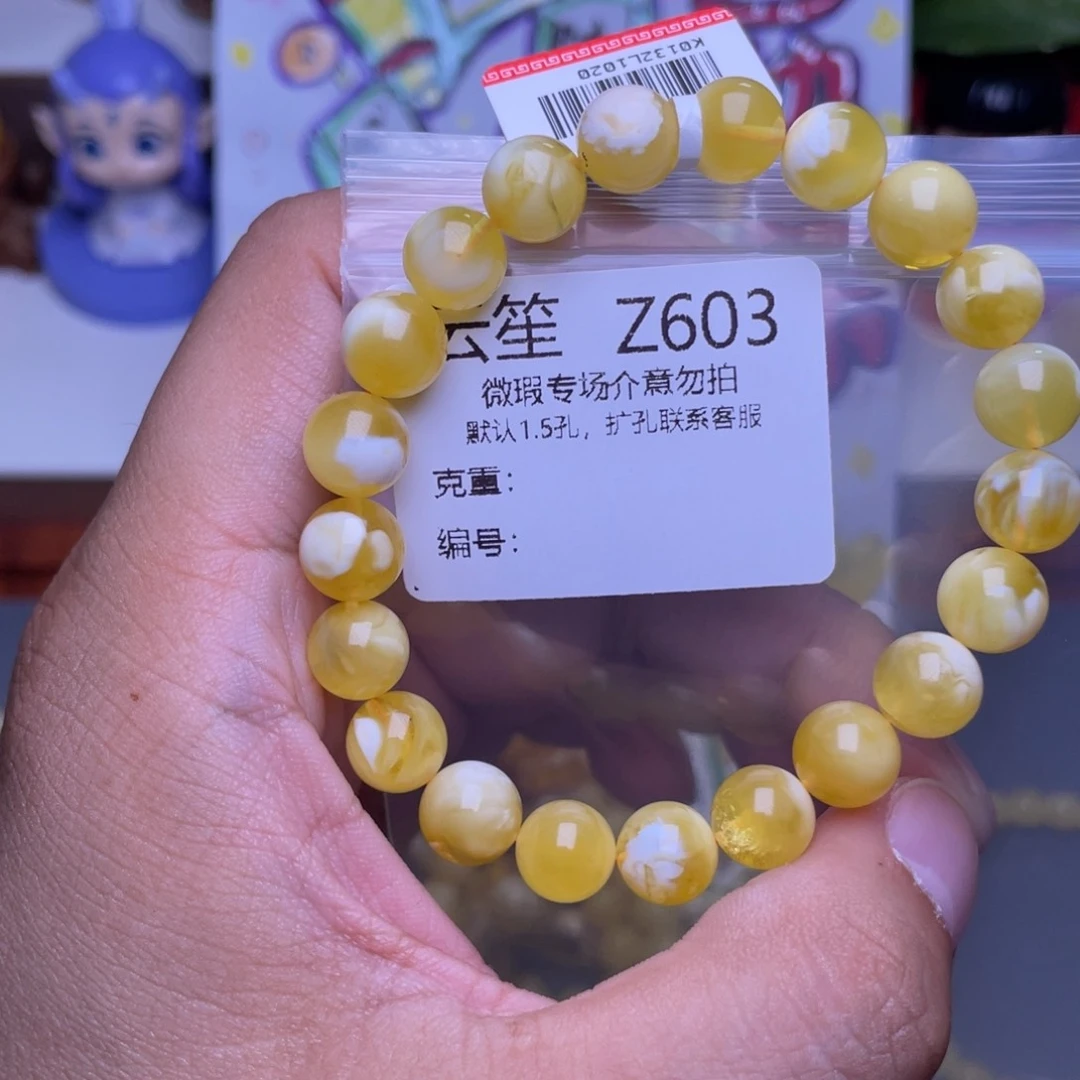 K0132L1020
云笙 Z603
微瑕专场介意勿拍
默认1.5孔，扩孔联系客服
克重：
编号：